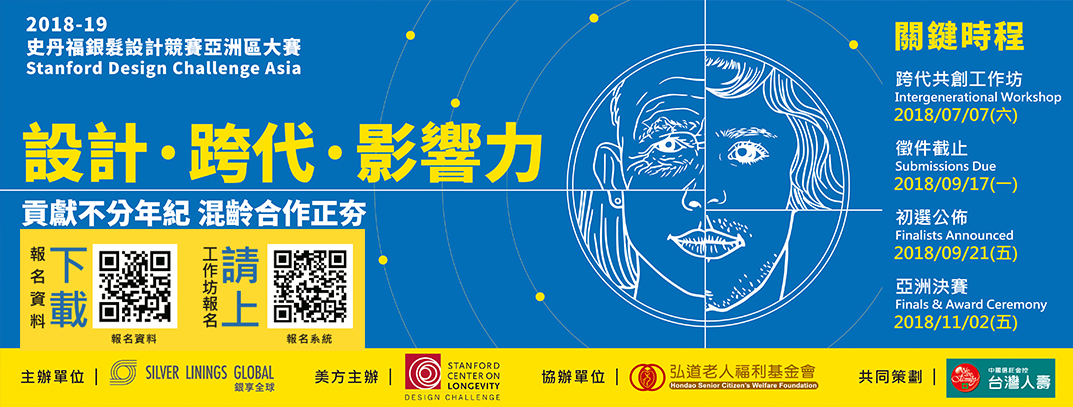 2018-19
史丹福銀髮設計競賽亞洲區大賽
Stanford Design Challenge Asia
設計・跨代・影響力
貢獻不分年紀 混齡合作正夯
報名資料
下載
報名資料
工作坊報名
請上
報名系統
關鍵時程
跨代共創工作坊
Intergenerational Workshop
2018/07/07(六)
徵件截止
Submissions Due
2018/09/17(一)
初選公佈
Finalists Announced
2018/09/21(五)
亞洲決賽
Finals & Award Ceremony
2018/11/02(五)
主辦單位 |
SILVER LININGS GLOBAL
銀享全球
美方主辦 |
STANFORD
CENTER ON
LONGEVITY
DESIGN CHALLENGE
協辦單位 |
弘道老人福利基金會
Hondao Senior Citizen's Welfare Foundation
共同策劃 |
中國信託金控
台灣人壽